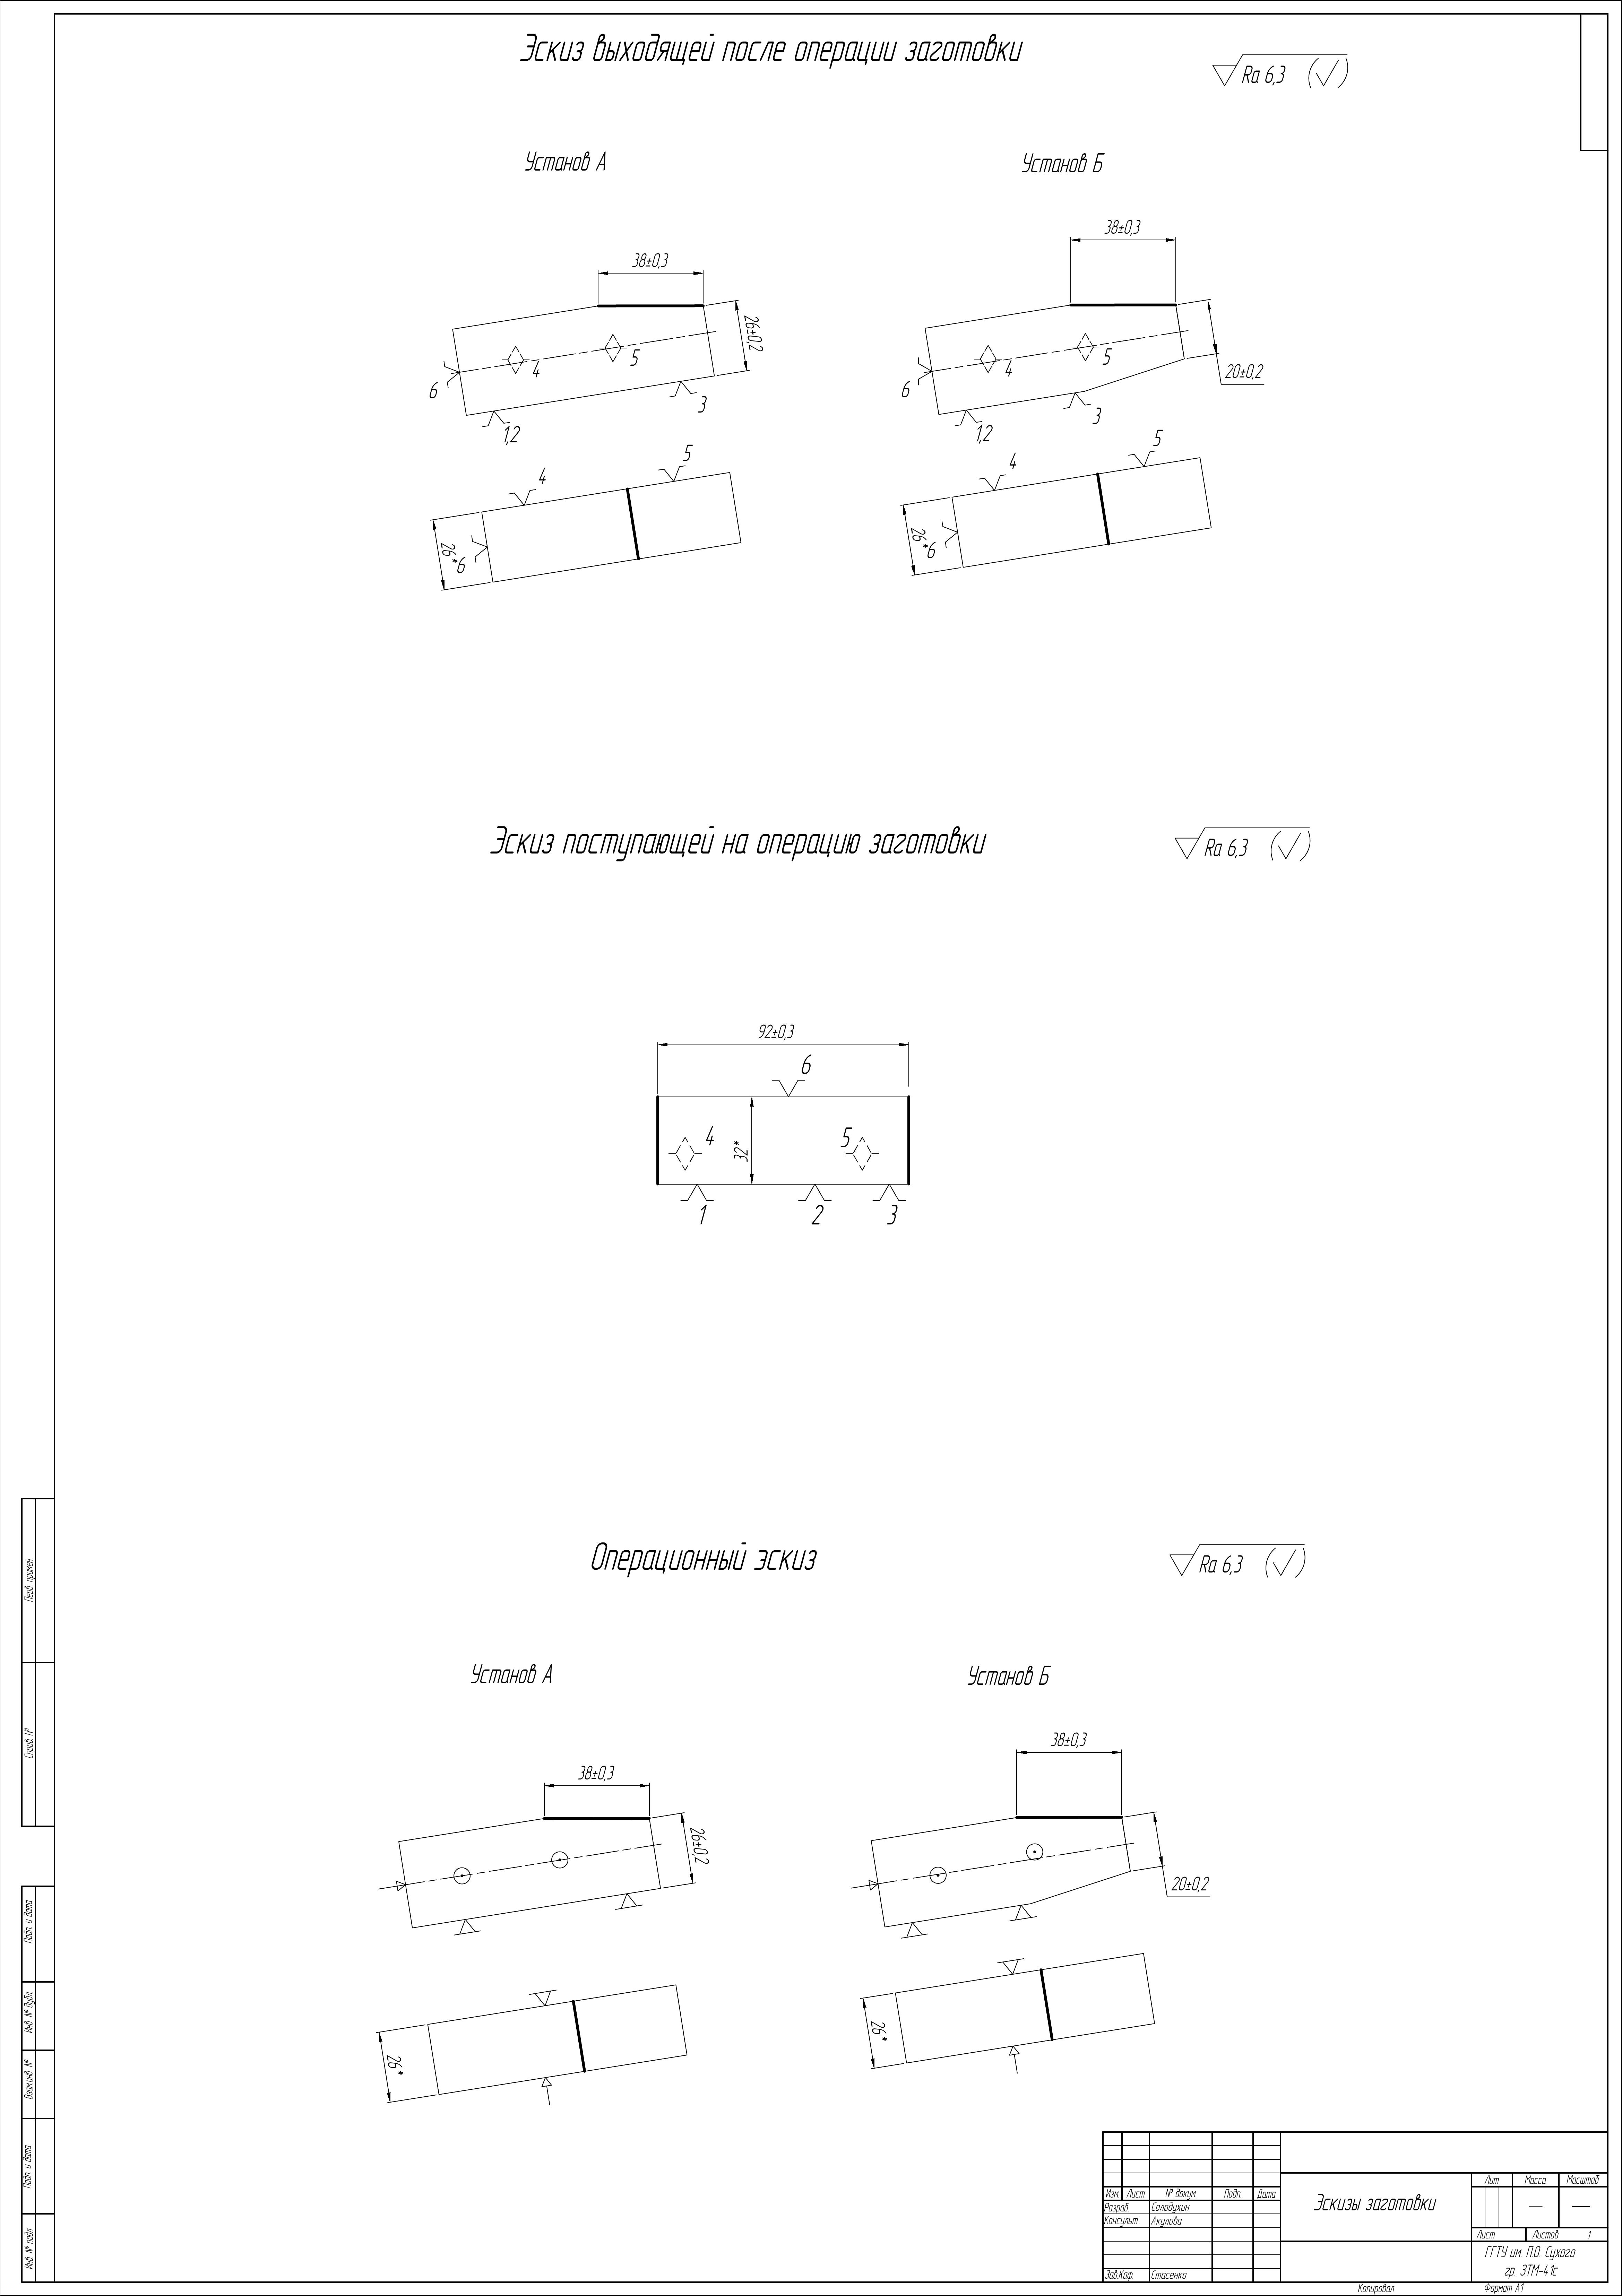 Эскиз выходящей после операции заготовки
Ra 6,3 (√)
Установ А
Установ Б
38±0,3
26±0,2
4
5
6
1,2
3
4
5
26*
6
38±0,3
20±0,2
4
5
6
1,2
3
4
5
26*
6
Эскиз поступающей на операцию заготовки
Ra 6,3 (√)
92±0,3
6
4
5
32*
1
2
3
Операционный эскиз
Ra 6,3 (√)
Установ А
Установ Б
38±0,3
26±0,2
26*
38±0,3
20±0,2
26*
Перв. примен.
Справ. №
Подп. и дата
Инв. № дубл.
Взам. инв. №
Подп. и дата
Инв. № подл.
Изм. Лист № докум. Подп. Дата
Разраб. Солодухин
Консульт. Акулова
Зав.Каф. Стасенко
Эскизы заготовки
Лит. Масса Масштаб
— —
Лист Листов 1
ГГТУ им. П.О. Сухого
гр. ЗТМ-41с
Копировал Формат А1